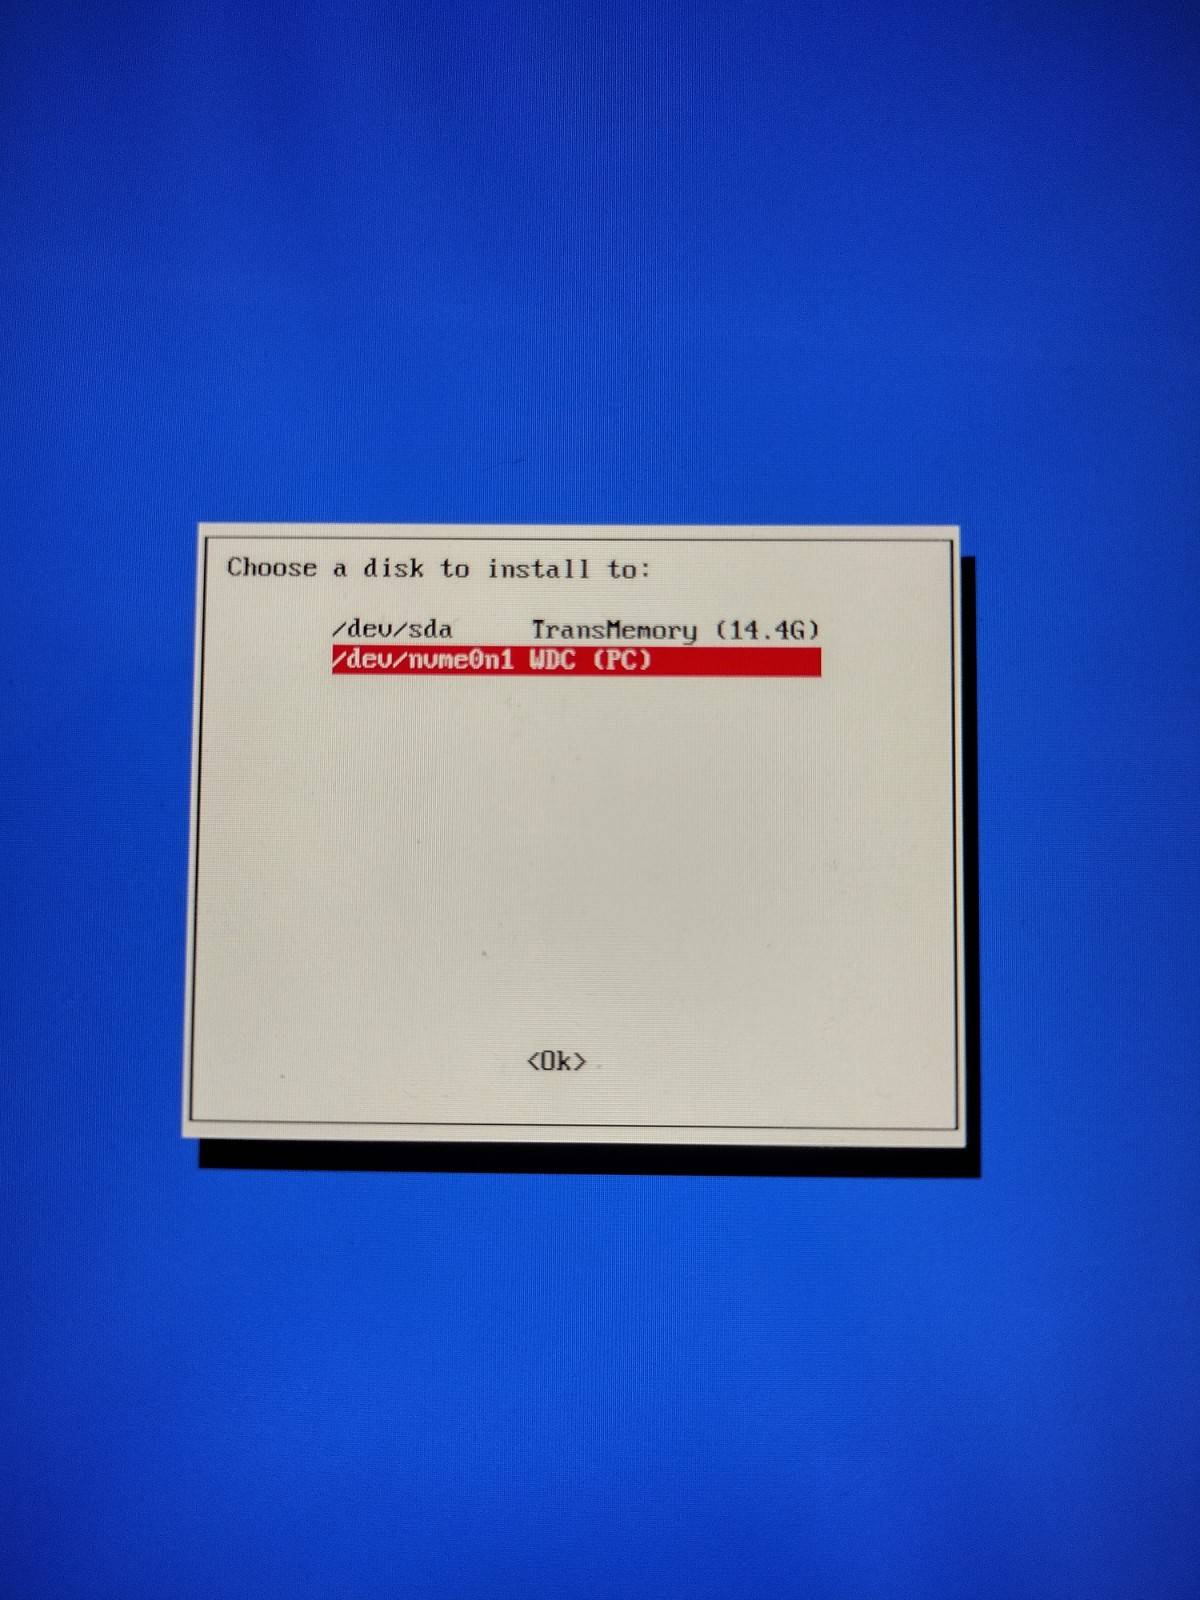 Choose a disk to install to:
/dev/sda TransMemory (14.4G)
/dev/nvme0n1 WDC (PC)
<Ok>